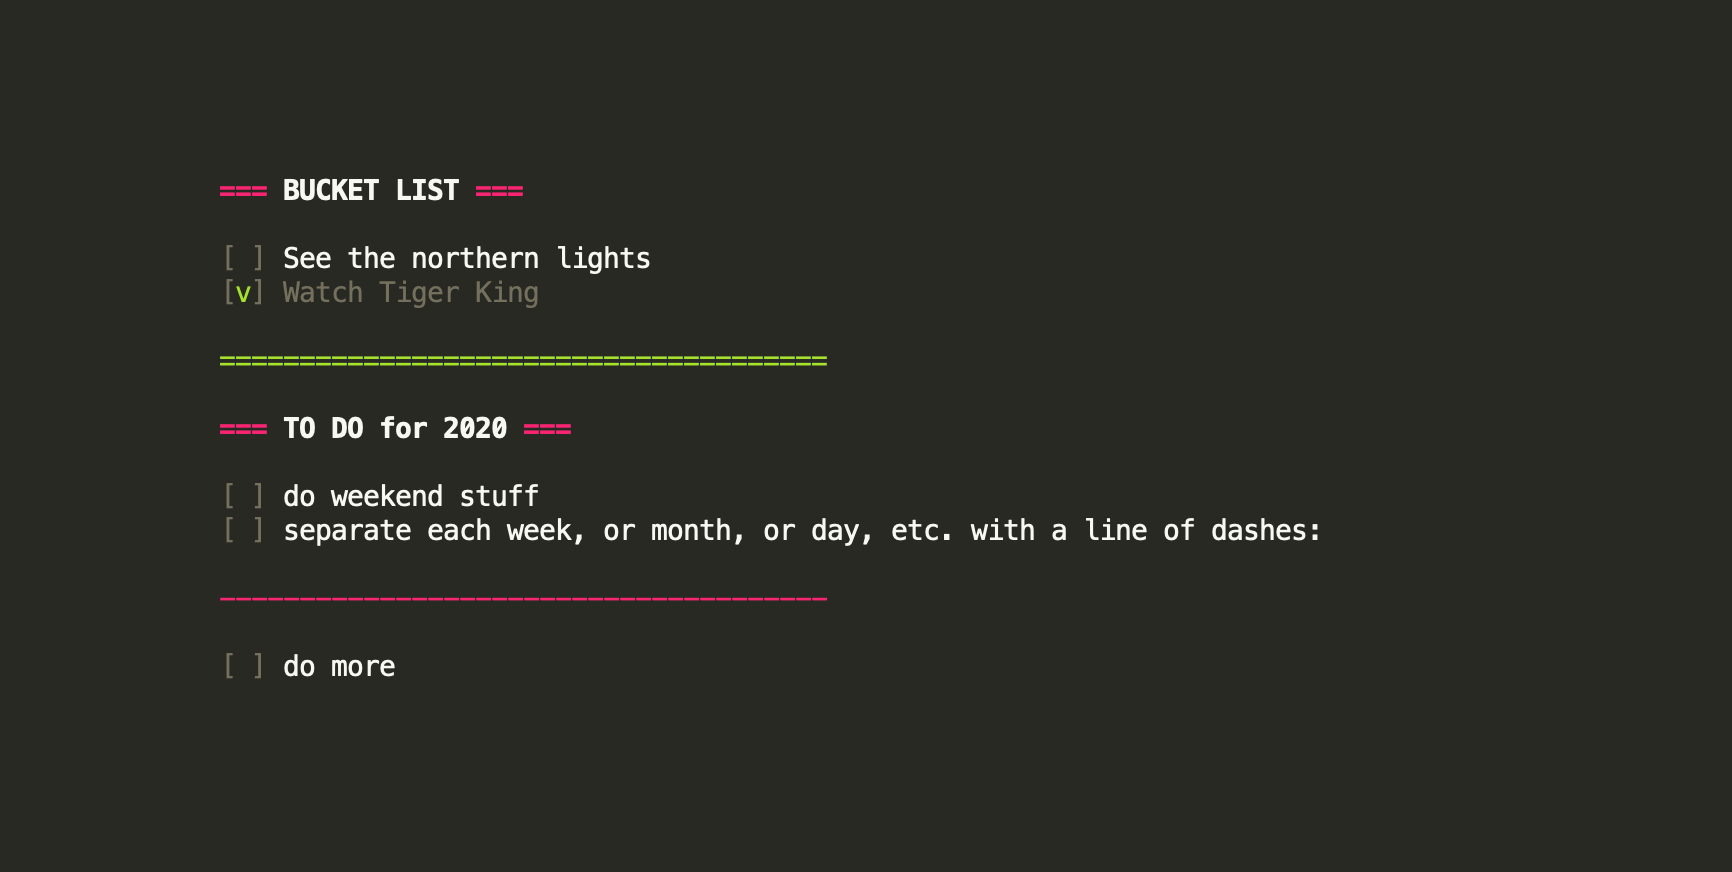 === BUCKET LIST ===
[ ] See the northern lights
[v] Watch Tiger King
======================================
=== TO DO for 2020 ===
[ ] do weekend stuff
[ ] separate each week, or month, or day, etc. with a line of dashes:
--------------------------------------
[ ] do more